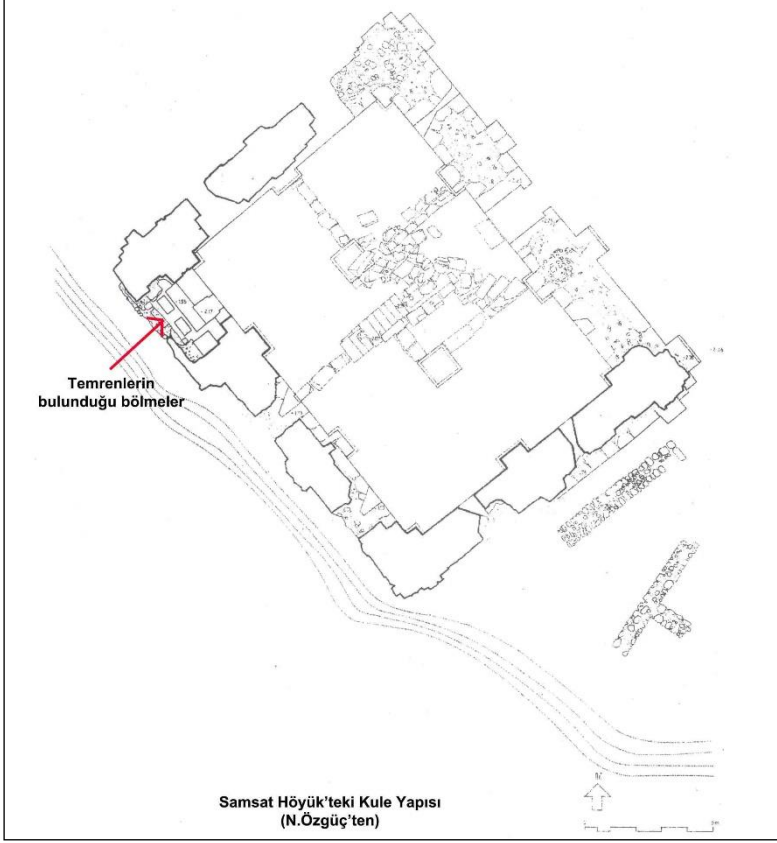 Temrenlerin
bulunduğu bölmeler
Samsat Höyük’teki Kule Yapısı
(N.Özgüç’ten)